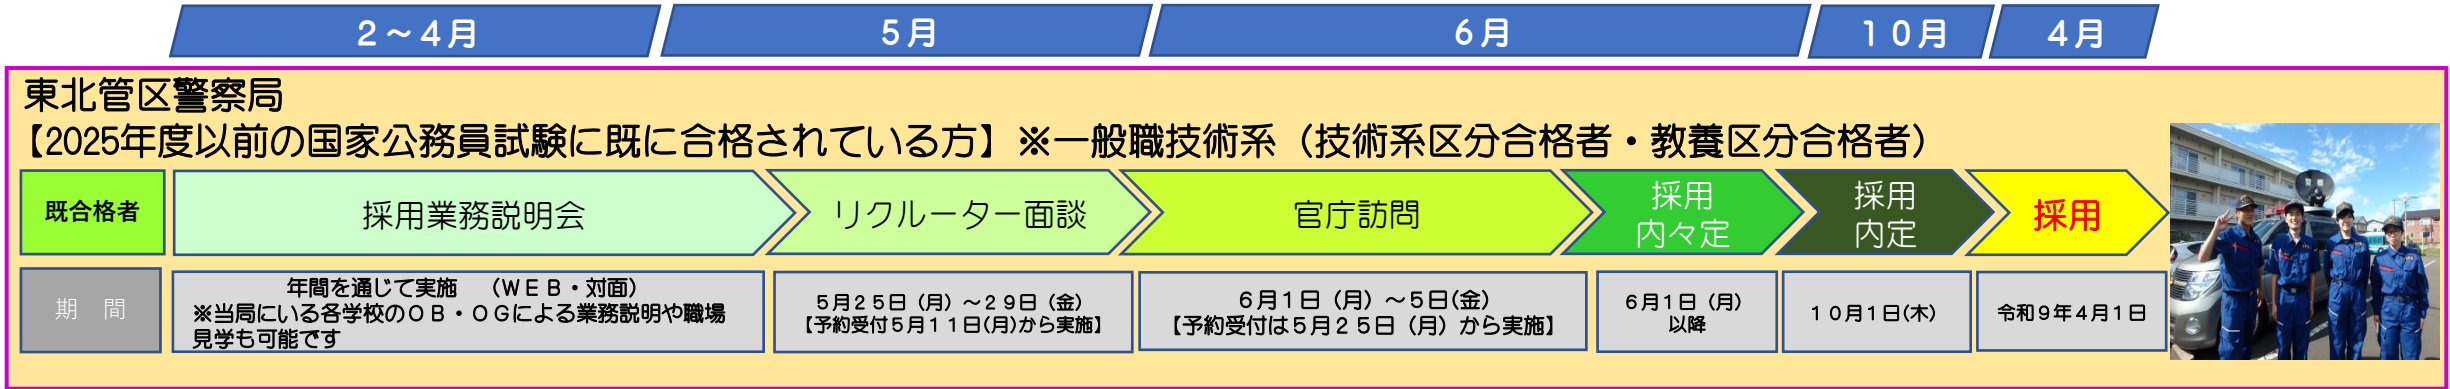 ２～４月
５月
６月
１０月
４月
東北管区警察局
【2025年度以前の国家公務員試験に既に合格されている方】※一般職技術系（技術系区分合格者・教養区分合格者）
既合格者
採用業務説明会
リクルーター面談
官庁訪問
採用
内々定
採用
内定
採用
期　間
年間を通じて実施　（ＷＥＢ・対面）
※当局にいる各学校のＯＢ・ＯＧによる業務説明や職場
見学も可能です
５月２５日（月）～２９日（金）
【予約受付５月１１日(月)から実施】
６月１日（月）～５日(金)
【予約受付は５月２５日（月）から実施】
６月１日（月）
以降
１０月１日(木)
令和９年４月１日